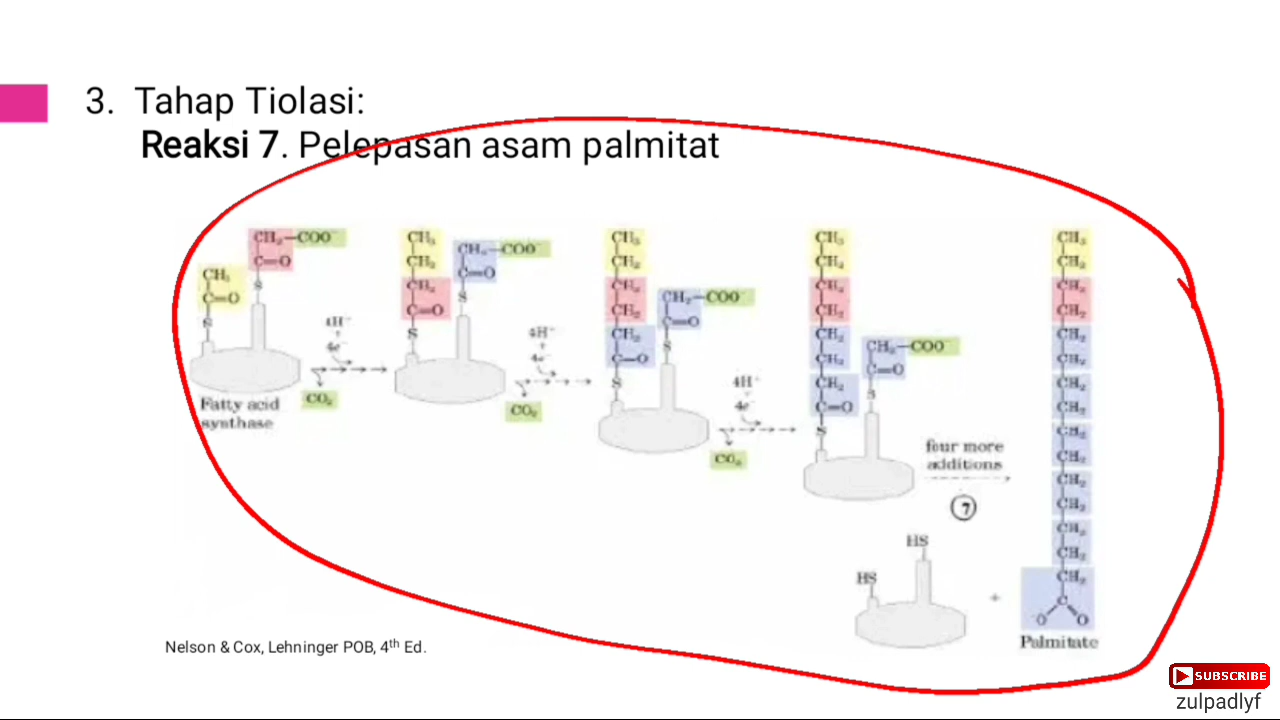 3. Tahap Tiolasi:
Reaksi 7. Pelepasan asam palmitat
CH₂—COO⁻
C=O
S
CH₃
C=O
S
4H⁺
+
4e⁻
CO₂
Fatty acid
synthase
CH₃
CH₂
CH₂
C=O
S
CH₂—COO⁻
C=O
S
4H⁺
+
4e⁻
CO₂
CH₃
CH₂
CH₂
CH₂
CH₂
C=O
S
CH₂—COO⁻
C=O
S
4H⁺
+
4e⁻
CO₂
CH₃
CH₂
CH₂
CH₂
CH₂
CH₂
CH₂
C=O
S
CH₂—COO⁻
C=O
S
four more
additions
7
HS
HS
+
CH₃
CH₂
CH₂
CH₂
CH₂
CH₂
CH₂
CH₂
CH₂
CH₂
CH₂
CH₂
CH₂
CH₂
CH₂
C
⁻O O
Palmitate
Nelson & Cox, Lehninger POB, 4th Ed.
SUBSCRIBE
zulpadlyf